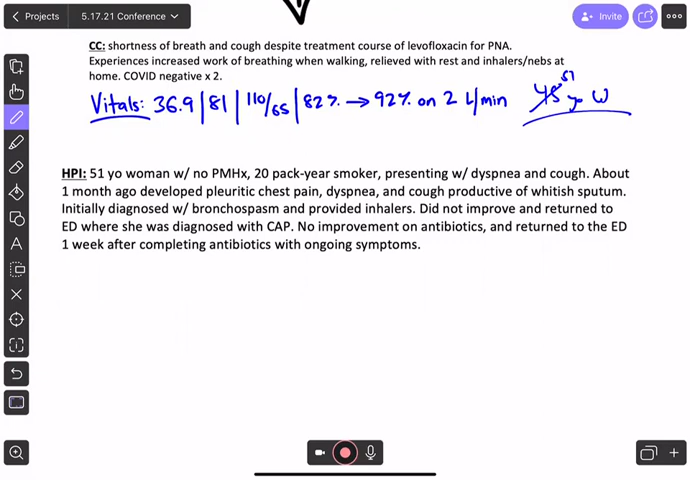 Projects
5.17.21 Conference
Invite
CC: shortness of breath and cough despite treatment course of levofloxacin for PNA.
Experiences increased work of breathing when walking, relieved with rest and inhalers/nebs at
home. COVID negative x 2.
51
Vitals: 36.9 | 81 | 110/65 | 82% → 92% on 2 L/min 45 yo W
HPI: 51 yo woman w/ no PMHx, 20 pack-year smoker, presenting w/ dyspnea and cough. About
1 month ago developed pleuritic chest pain, dyspnea, and cough productive of whitish sputum.
Initially diagnosed w/ bronchospasm and provided inhalers. Did not improve and returned to
ED where she was diagnosed with CAP. No improvement on antibiotics, and returned to the ED
1 week after completing antibiotics with ongoing symptoms.